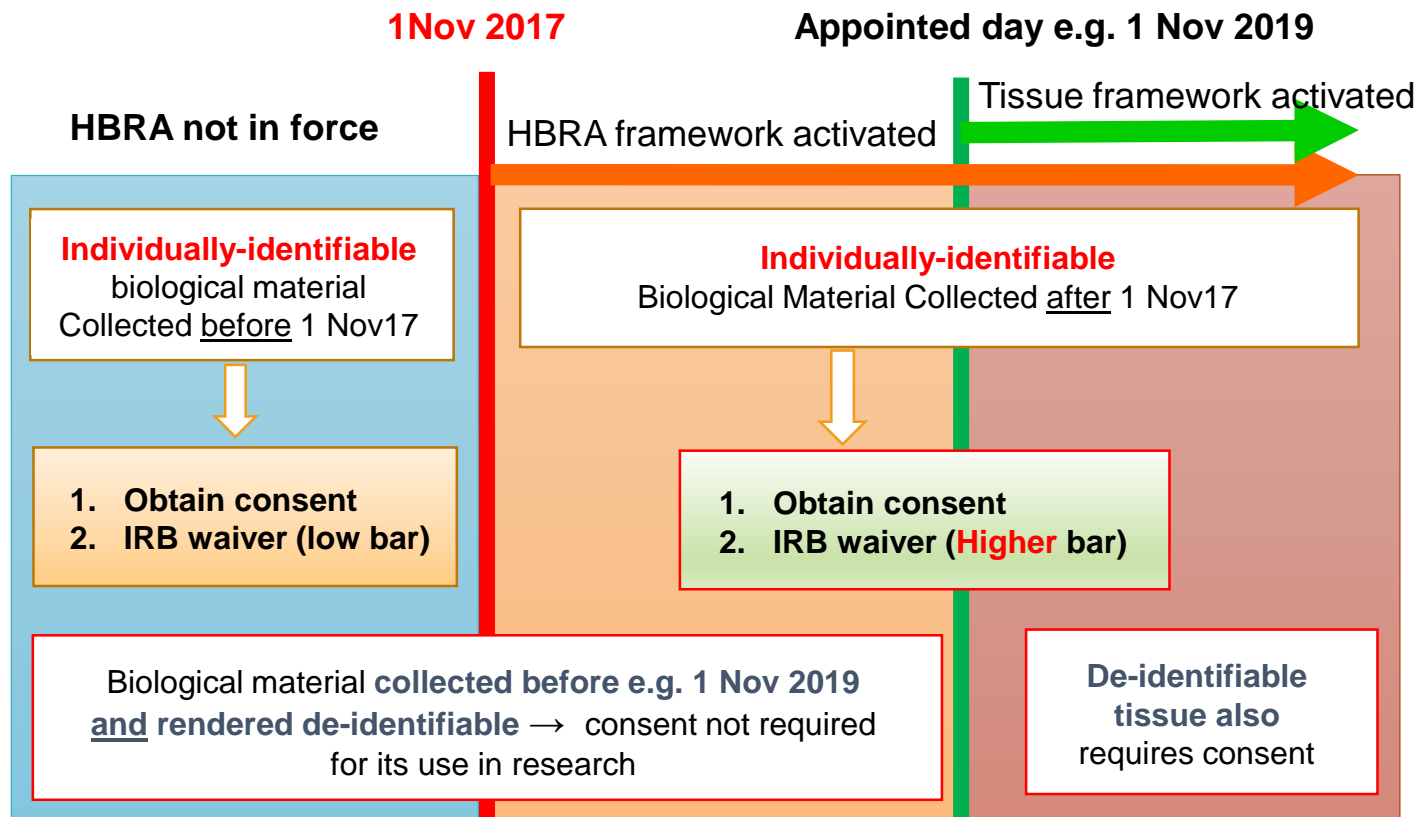 1Nov 2017
Appointed day e.g. 1 Nov 2019
Tissue framework activated
HBRA not in force
HBRA framework activated
Individually-identifiable
biological material
Collected before 1 Nov17
Individually-identifiable
Biological Material Collected after 1 Nov17
1. Obtain consent
2. IRB waiver (low bar)
1. Obtain consent
2. IRB waiver (Higher bar)
Biological material collected before e.g. 1 Nov 2019
and rendered de-identifiable → consent not required
for its use in research
De-identifiable
tissue also
requires consent